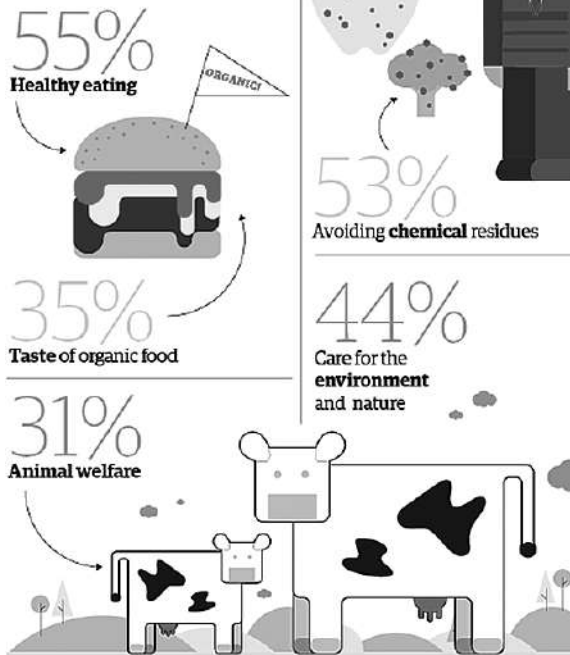 55%
Healthy eating
ORGANIC!
35%
Taste of organic food
31%
Animal welfare
53%
Avoiding chemical residues
44%
Care for the
environment
and nature